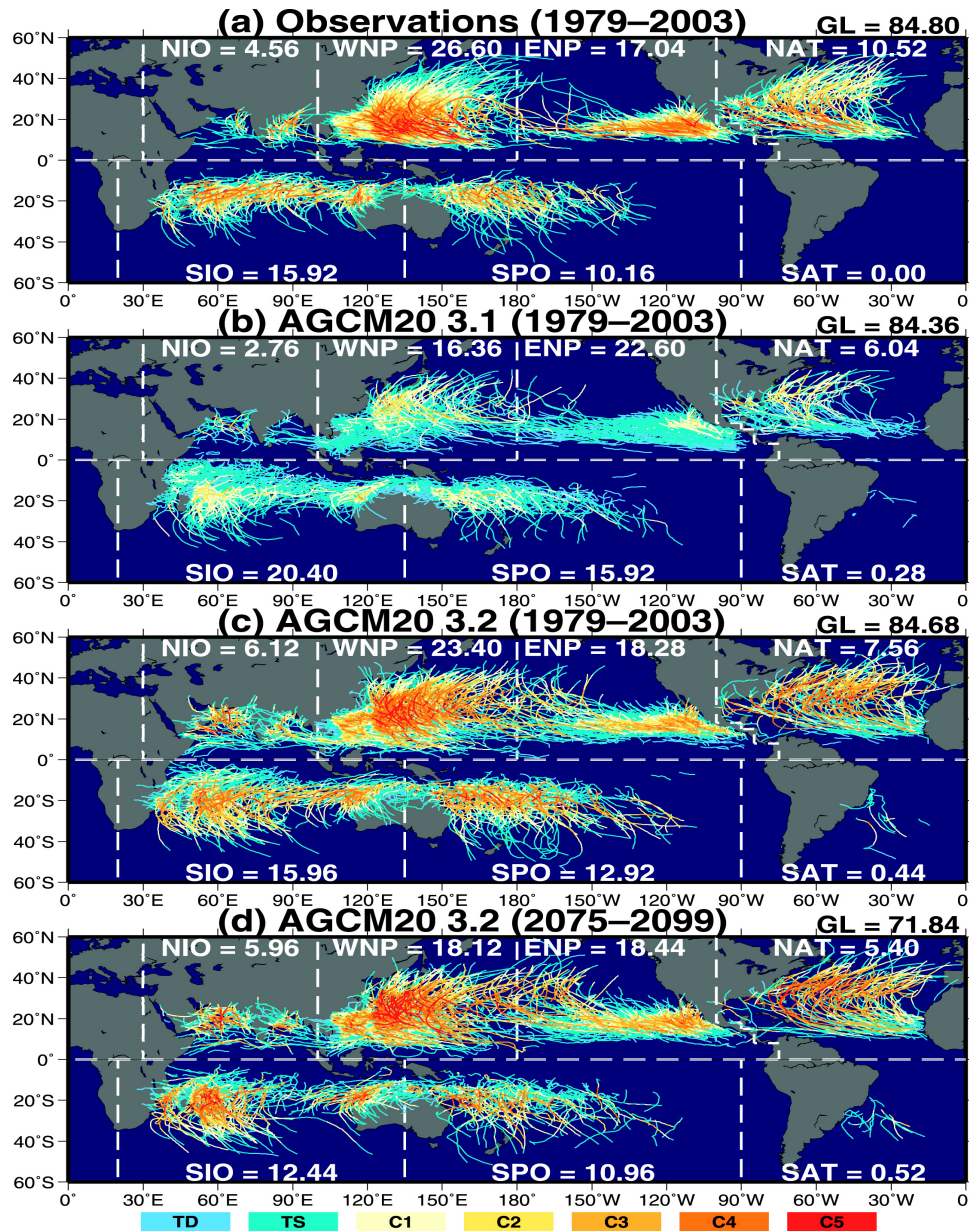 (a) Observations (1979–2003) GL = 84.80
60˚N NIO = 4.56 WNP = 26.60 ENP = 17.04 NAT = 10.52
40˚N
20˚N
0˚
20˚S
40˚S
SIO = 15.92 SPO = 10.16 SAT = 0.00
60˚S
0˚ 30˚E 60˚E 90˚E 120˚E 150˚E 180˚ 150˚W 120˚W 90˚W 60˚W 30˚W 0˚
(b) AGCM20 3.1 (1979–2003) GL = 84.36
60˚N NIO = 2.76 WNP = 16.36 ENP = 22.60 NAT = 6.04
40˚N
20˚N
0˚
20˚S
40˚S
SIO = 20.40 SPO = 15.92 SAT = 0.28
60˚S
0˚ 30˚E 60˚E 90˚E 120˚E 150˚E 180˚ 150˚W 120˚W 90˚W 60˚W 30˚W 0˚
(c) AGCM20 3.2 (1979–2003) GL = 84.68
60˚N NIO = 6.12 WNP = 23.40 ENP = 18.28 NAT = 7.56
40˚N
20˚N
0˚
20˚S
40˚S
SIO = 15.96 SPO = 12.92 SAT = 0.44
60˚S
0˚ 30˚E 60˚E 90˚E 120˚E 150˚E 180˚ 150˚W 120˚W 90˚W 60˚W 30˚W 0˚
(d) AGCM20 3.2 (2075–2099) GL = 71.84
60˚N NIO = 5.96 WNP = 18.12 ENP = 18.44 NAT = 5.40
40˚N
20˚N
0˚
20˚S
40˚S
SIO = 12.44 SPO = 10.96 SAT = 0.52
60˚S
0˚ 30˚E 60˚E 90˚E 120˚E 150˚E 180˚ 150˚W 120˚W 90˚W 60˚W 30˚W 0˚
TD TS C1 C2 C3 C4 C5